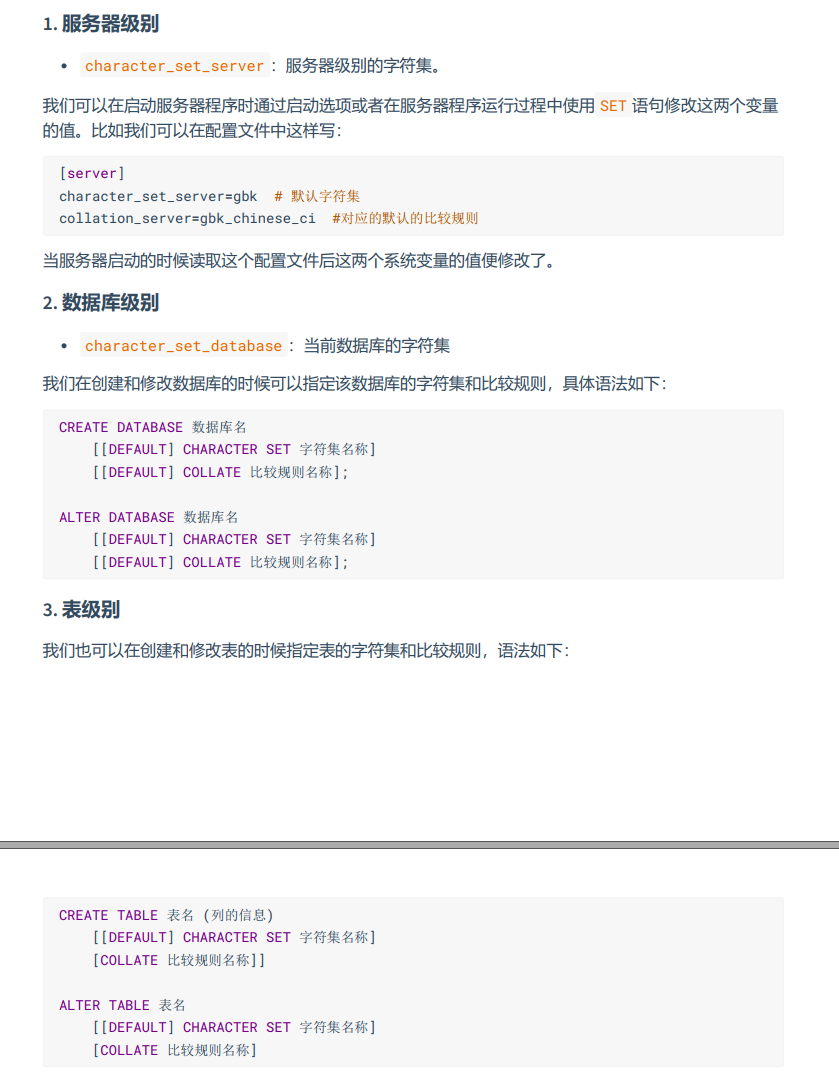 1. 服务器级别
• character_set_server：服务器级别的字符集。
我们可以在启动服务器程序时通过启动选项或者在服务器程序运行过程中使用 SET 语句修改这两个变量
的值。比如我们可以在配置文件中这样写：
[server]
character_set_server=gbk  # 默认字符集
collation_server=gbk_chinese_ci  #对应的默认的比较规则
当服务器启动的时候读取这个配置文件后这两个系统变量的值便修改了。
2. 数据库级别
• character_set_database：当前数据库的字符集
我们在创建和修改数据库的时候可以指定该数据库的字符集和比较规则，具体语法如下：
CREATE DATABASE 数据库名
    [[DEFAULT] CHARACTER SET 字符集名称]
    [[DEFAULT] COLLATE 比较规则名称];
ALTER DATABASE 数据库名
    [[DEFAULT] CHARACTER SET 字符集名称]
    [[DEFAULT] COLLATE 比较规则名称];
3. 表级别
我们也可以在创建和修改表的时候指定表的字符集和比较规则，语法如下：
CREATE TABLE 表名 (列的信息)
    [[DEFAULT] CHARACTER SET 字符集名称]
    [COLLATE 比较规则名称]]
ALTER TABLE 表名
    [[DEFAULT] CHARACTER SET 字符集名称]
    [COLLATE 比较规则名称]